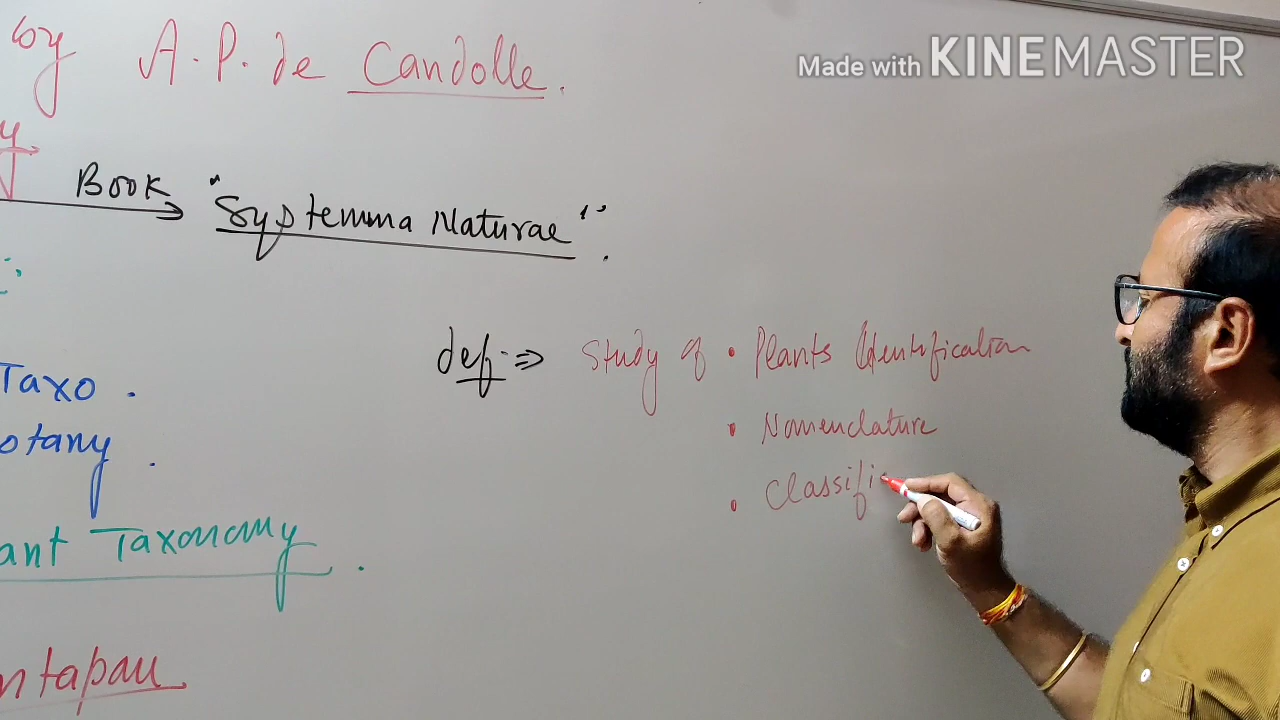 by A.P. de Candolle.
Made with KINEMASTER
y
Book "Systemma Naturae".
def. ⇒ Study of • Plants Identification
Taxo.
• Nomenclature
otany.
• Classific
ant Taxonomy.
ntapau